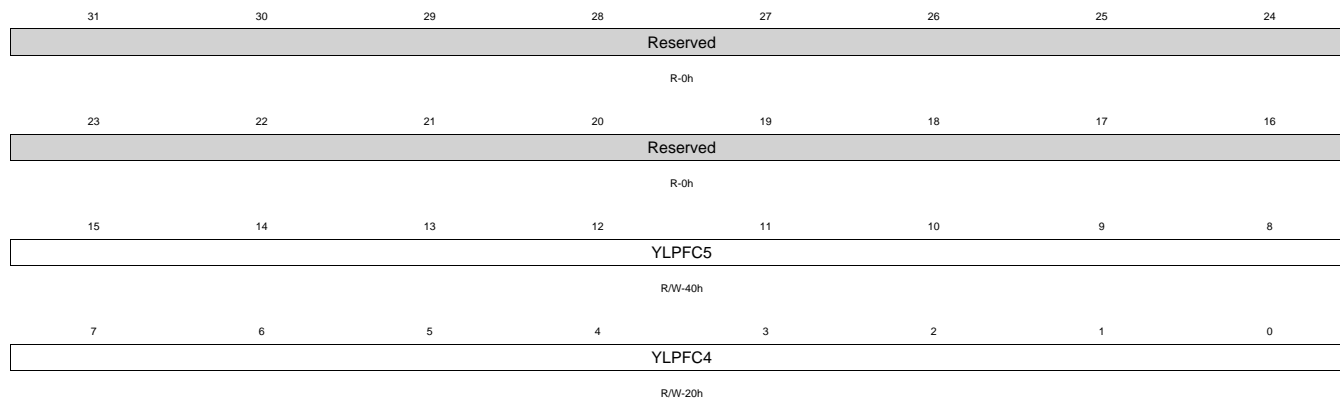 31 30 29 28 27 26 25 24
Reserved
R-0h
23 22 21 20 19 18 17 16
Reserved
R-0h
15 14 13 12 11 10 9 8
YLPFC5
R/W-40h
7 6 5 4 3 2 1 0
YLPFC4
R/W-20h